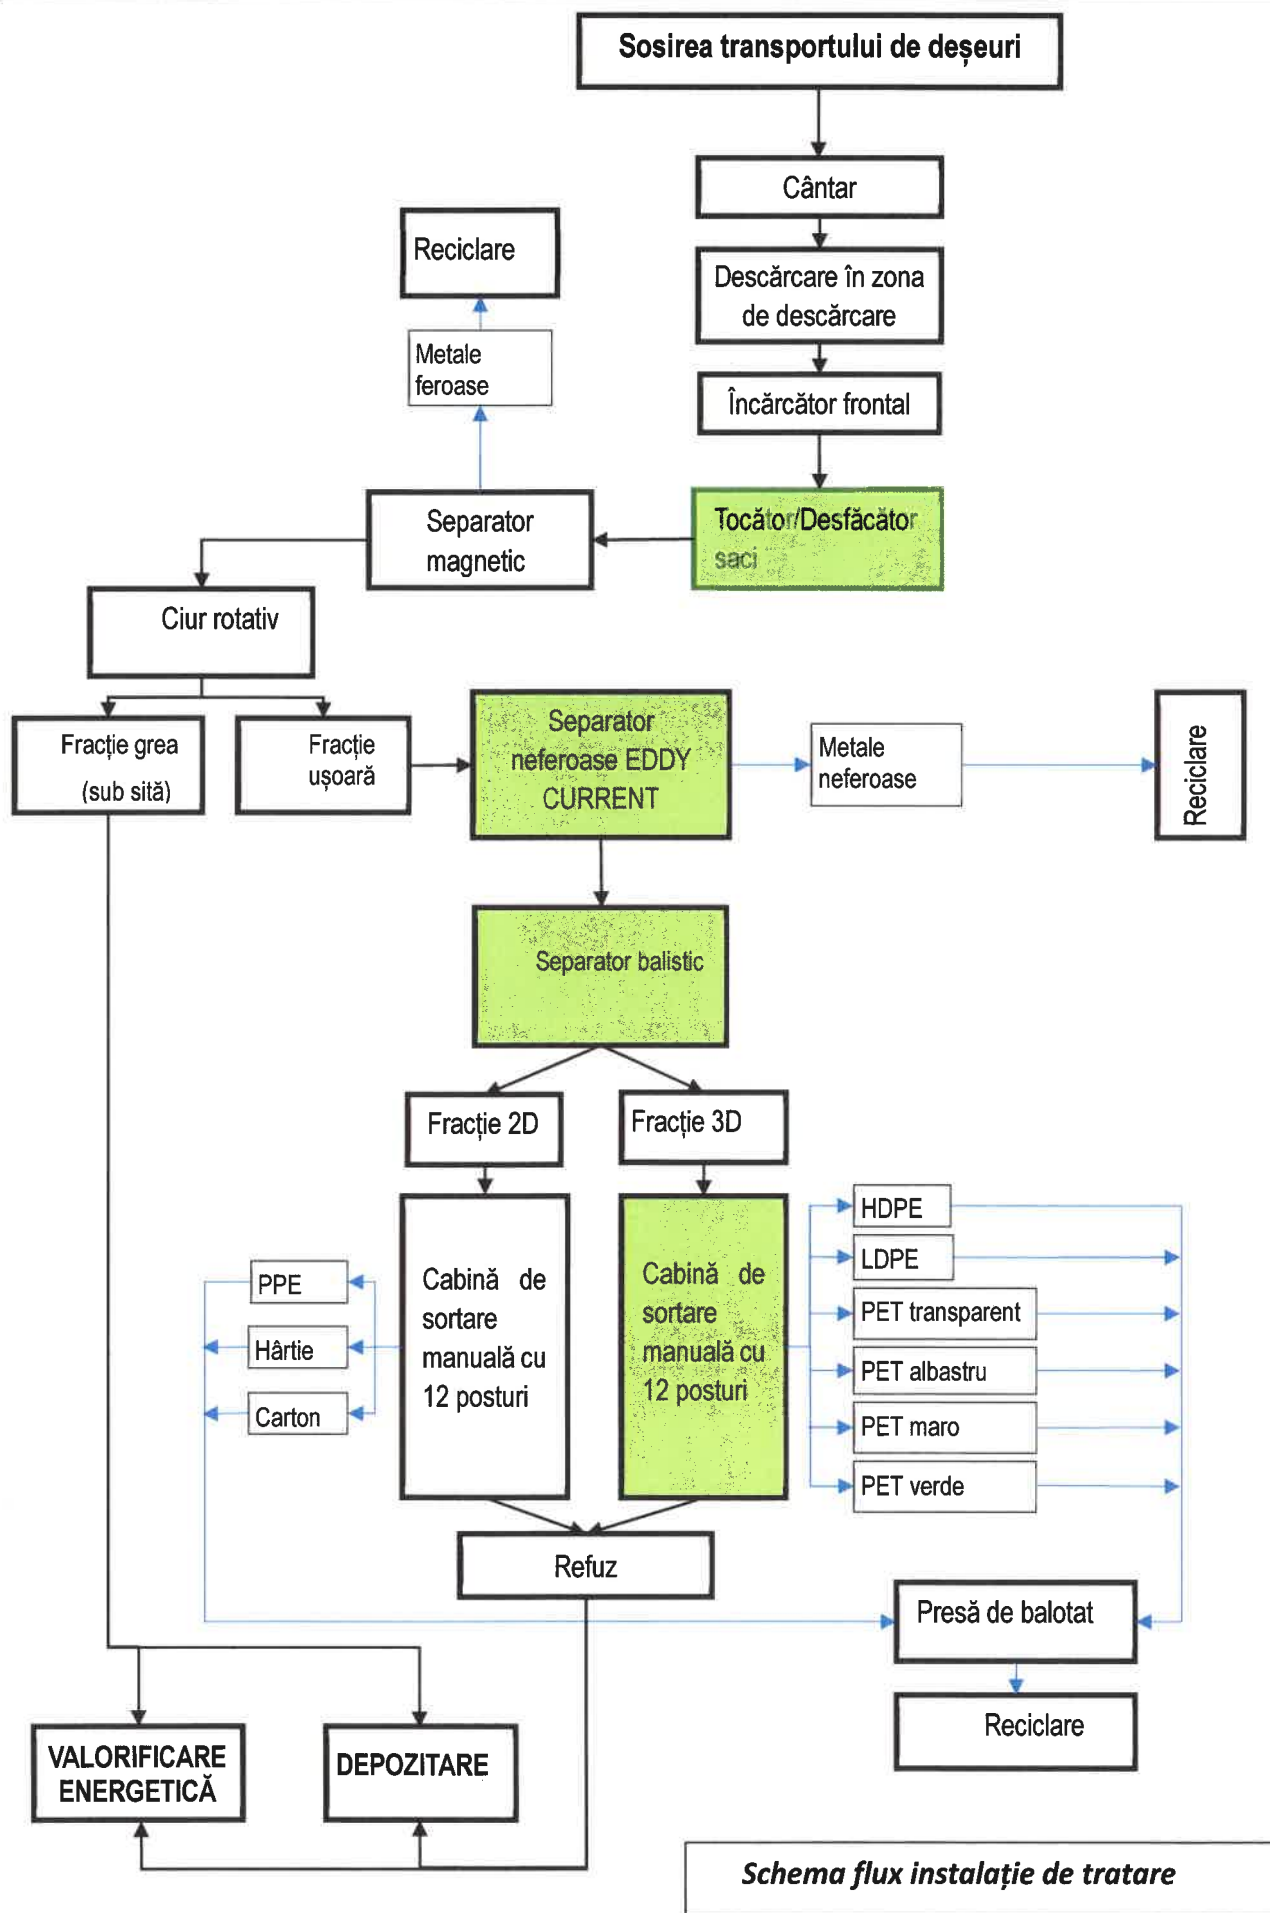 Sosirea transportului de deșeuri
Cântar
Reciclare
Descărcare în zona
de descărcare
Metale
feroase
Încărcător frontal
Separator
magnetic
Tocător/Desfăcător
saci
Ciur rotativ
Fracție grea
(sub sită)
Fracție
ușoară
Separator
neferoase EDDY
CURRENT
Metale
neferoase
Reciclare
Separator balistic
Fracție 2D
Fracție 3D
PPE
Hârtie
Carton
Cabină de
sortare
manuală cu
12 posturi
Cabină de
sortare
manuală cu
12 posturi
HDPE
LDPE
PET transparent
PET albastru
PET maro
PET verde
Refuz
Presă de balotat
Reciclare
VALORIFICARE
ENERGETICĂ
DEPOZITARE
Schema flux instalație de tratare